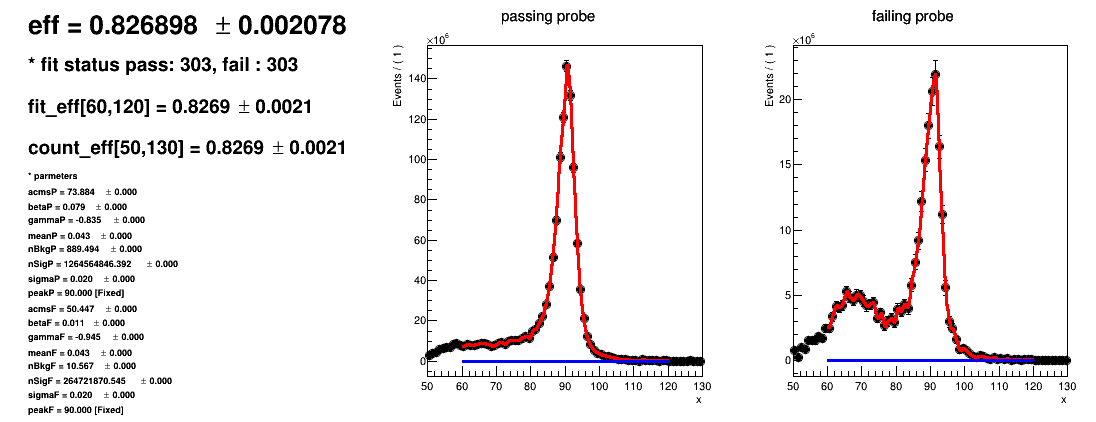 eff = 0.826898 ± 0.002078
* fit status pass: 303, fail : 303
fit_eff[60,120] = 0.8269 ± 0.0021
count_eff[50,130] = 0.8269 ± 0.0021
* parmeters
acmsP = 73.884 ± 0.000
betaP = 0.079 ± 0.000
gammaP = -0.835 ± 0.000
meanP = 0.043 ± 0.000
nBkgP = 889.494 ± 0.000
nSigP = 1264564846.392 ± 0.000
sigmaP = 0.020 ± 0.000
peakP = 90.000 [Fixed]
acmsF = 50.447 ± 0.000
betaF = 0.011 ± 0.000
gammaF = -0.945 ± 0.000
meanF = 0.043 ± 0.000
nBkgF = 10.567 ± 0.000
nSigF = 264721870.545 ± 0.000
sigmaF = 0.020 ± 0.000
peakF = 90.000 [Fixed]
passing probe
×10⁶
Events / ( 1 )
140
120
100
80
60
40
20
0
50 60 70 80 90 100 110 120 130
x
failing probe
×10⁶
Events / ( 1 )
20
15
10
5
0
50 60 70 80 90 100 110 120 130
x